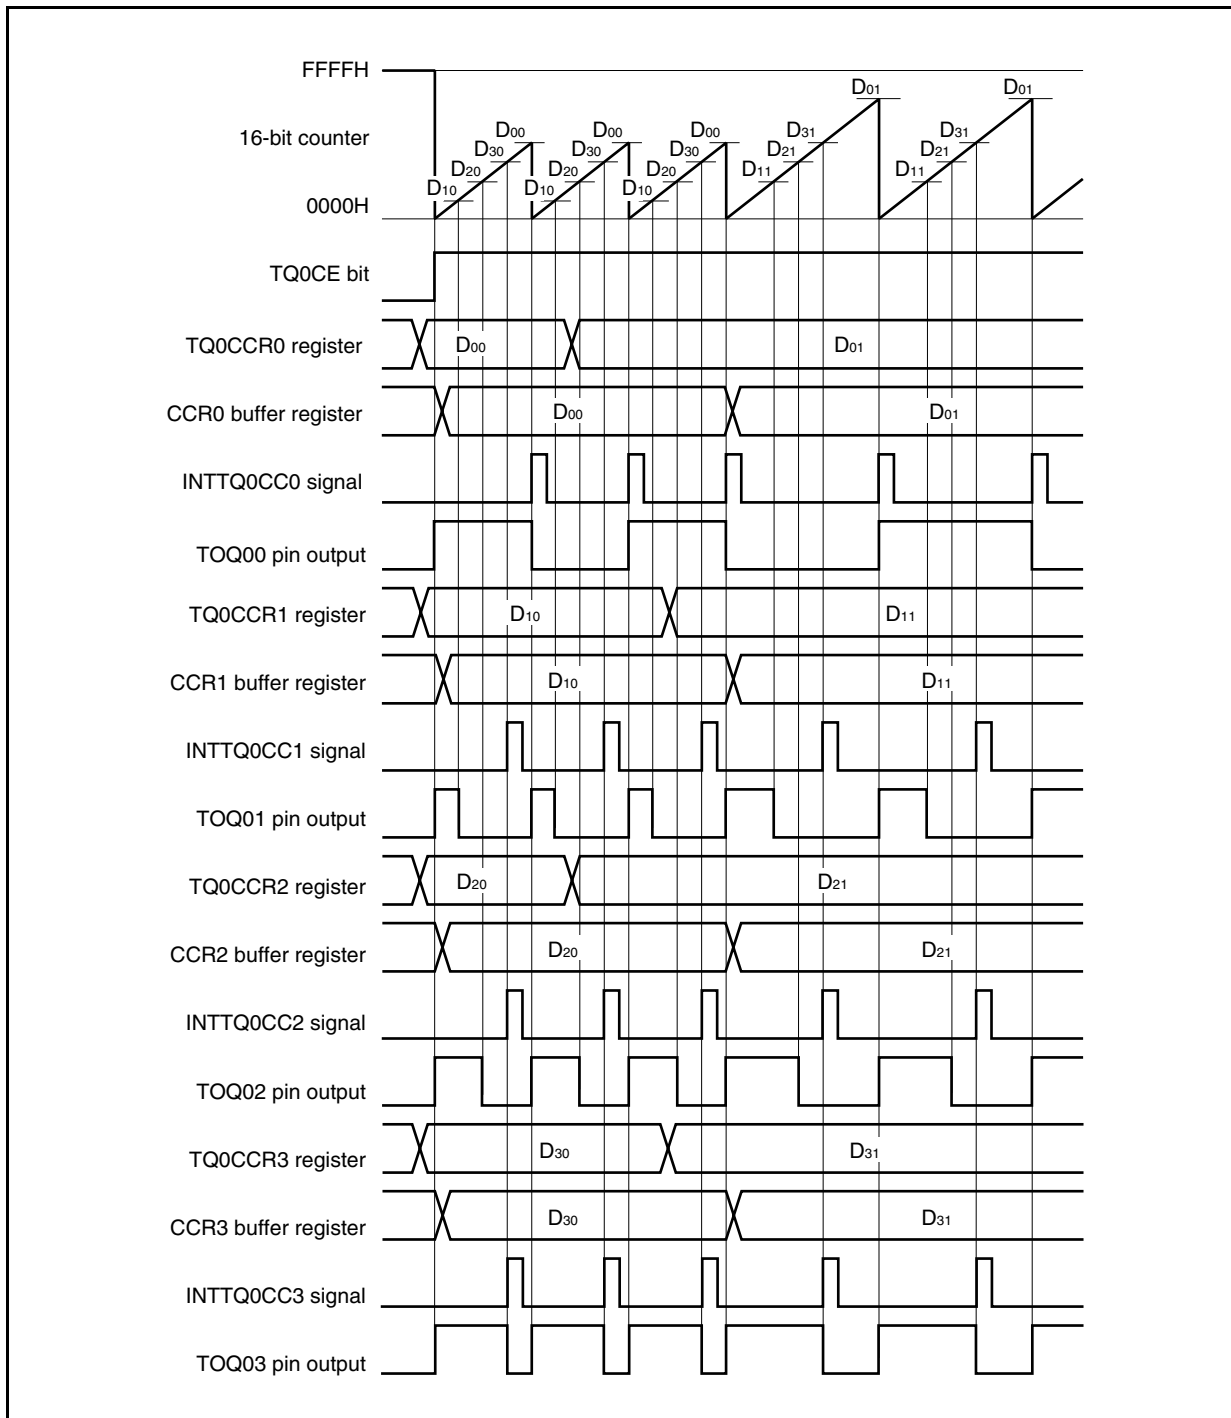 FFFFH
D01 D01
16-bit counter
D00 D00 D00 D31 D31
D30 D30 D30 D21 D21
D20 D20 D20 D11 D11
D10 D10 D10
0000H
TQ0CE bit
TQ0CCR0 register D00 D01
CCR0 buffer register D00 D01
INTTQ0CC0 signal
TOQ00 pin output
TQ0CCR1 register D10 D11
CCR1 buffer register D10 D11
INTTQ0CC1 signal
TOQ01 pin output
TQ0CCR2 register D20 D21
CCR2 buffer register D20 D21
INTTQ0CC2 signal
TOQ02 pin output
TQ0CCR3 register D30 D31
CCR3 buffer register D30 D31
INTTQ0CC3 signal
TOQ03 pin output